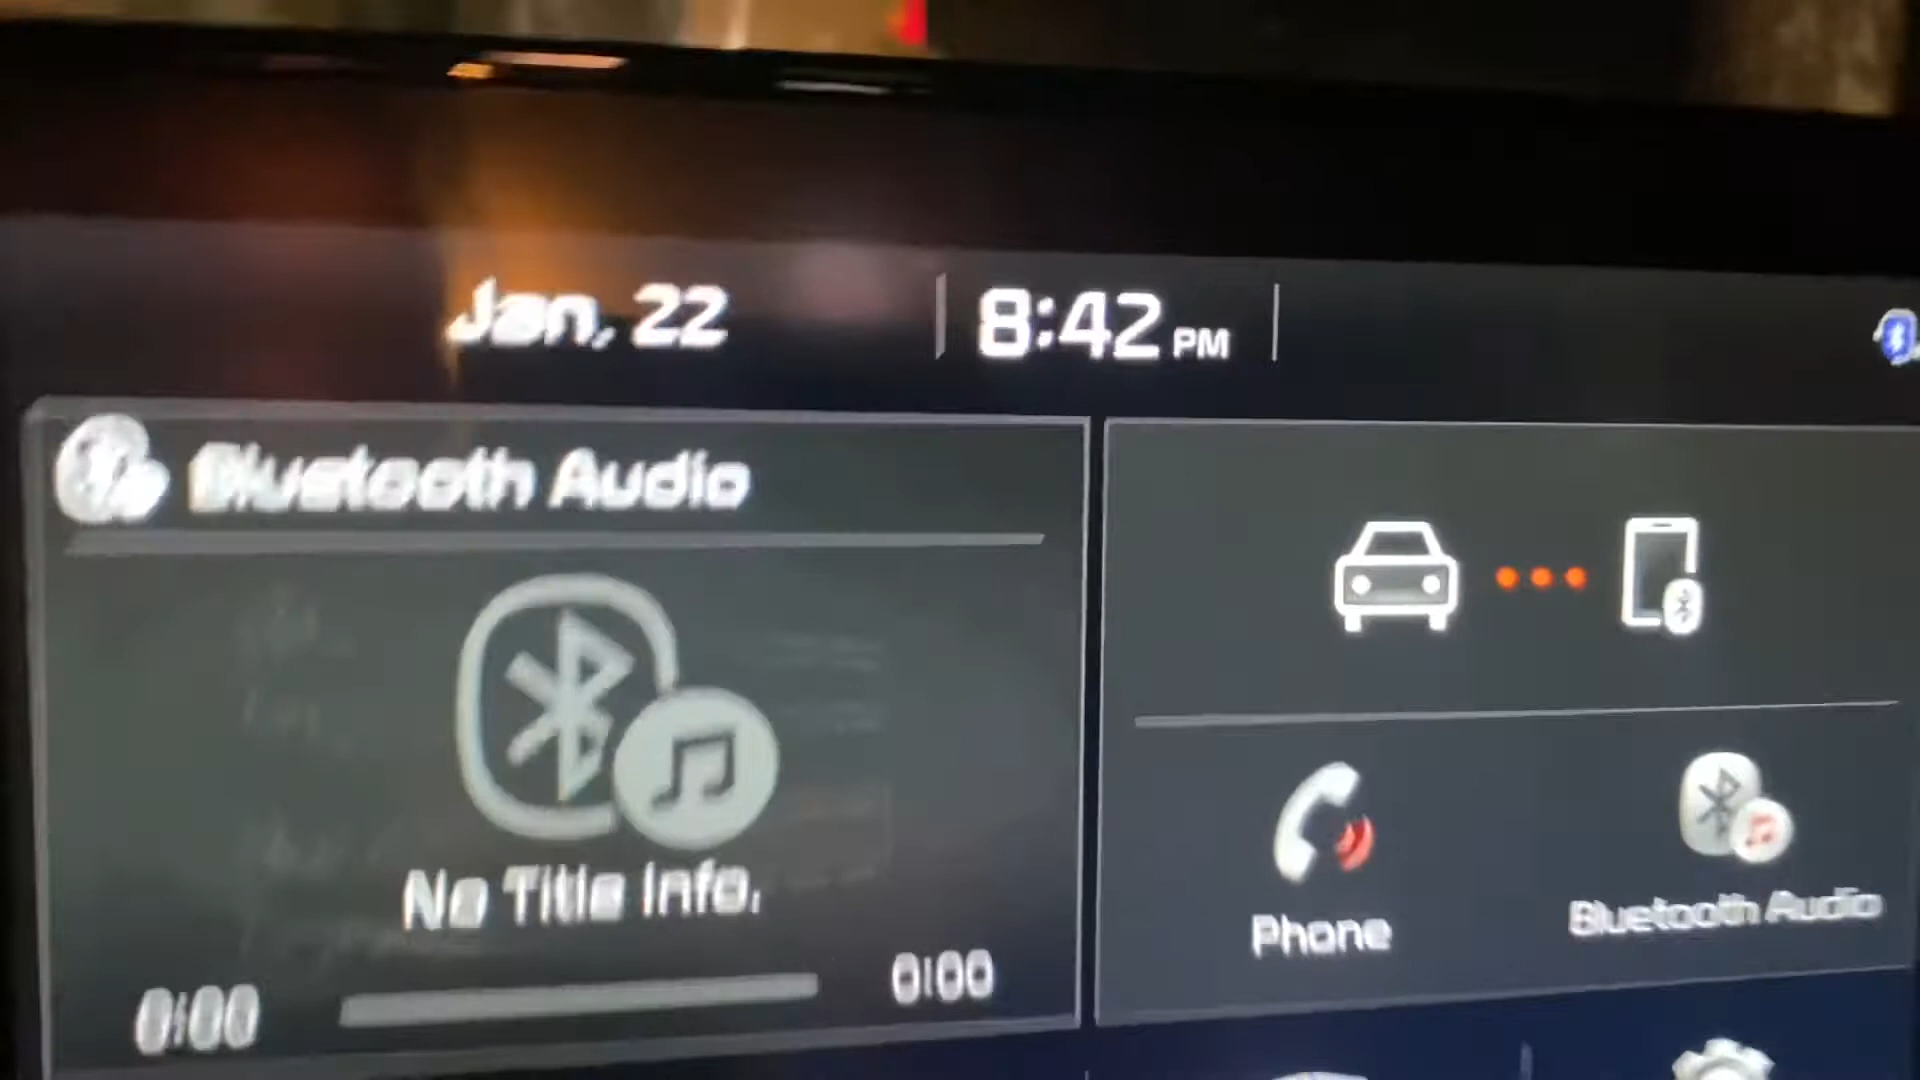 Jan, 22
8:42 PM
Bluetooth Audio
No Title Info.
0:00
0:00
Phone
Bluetooth Audio